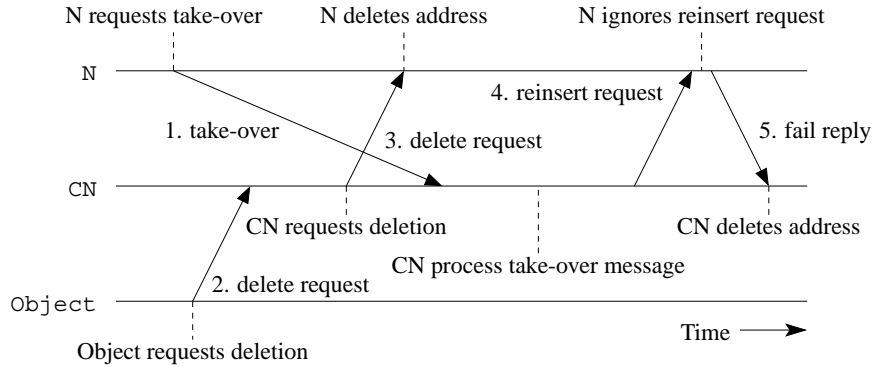 N requests take-over
N deletes address
N ignores reinsert request
N
4. reinsert request
1. take-over
3. delete request
5. fail reply
CN
CN requests deletion
CN deletes address
CN process take-over message
2. delete request
Object
Time
Object requests deletion